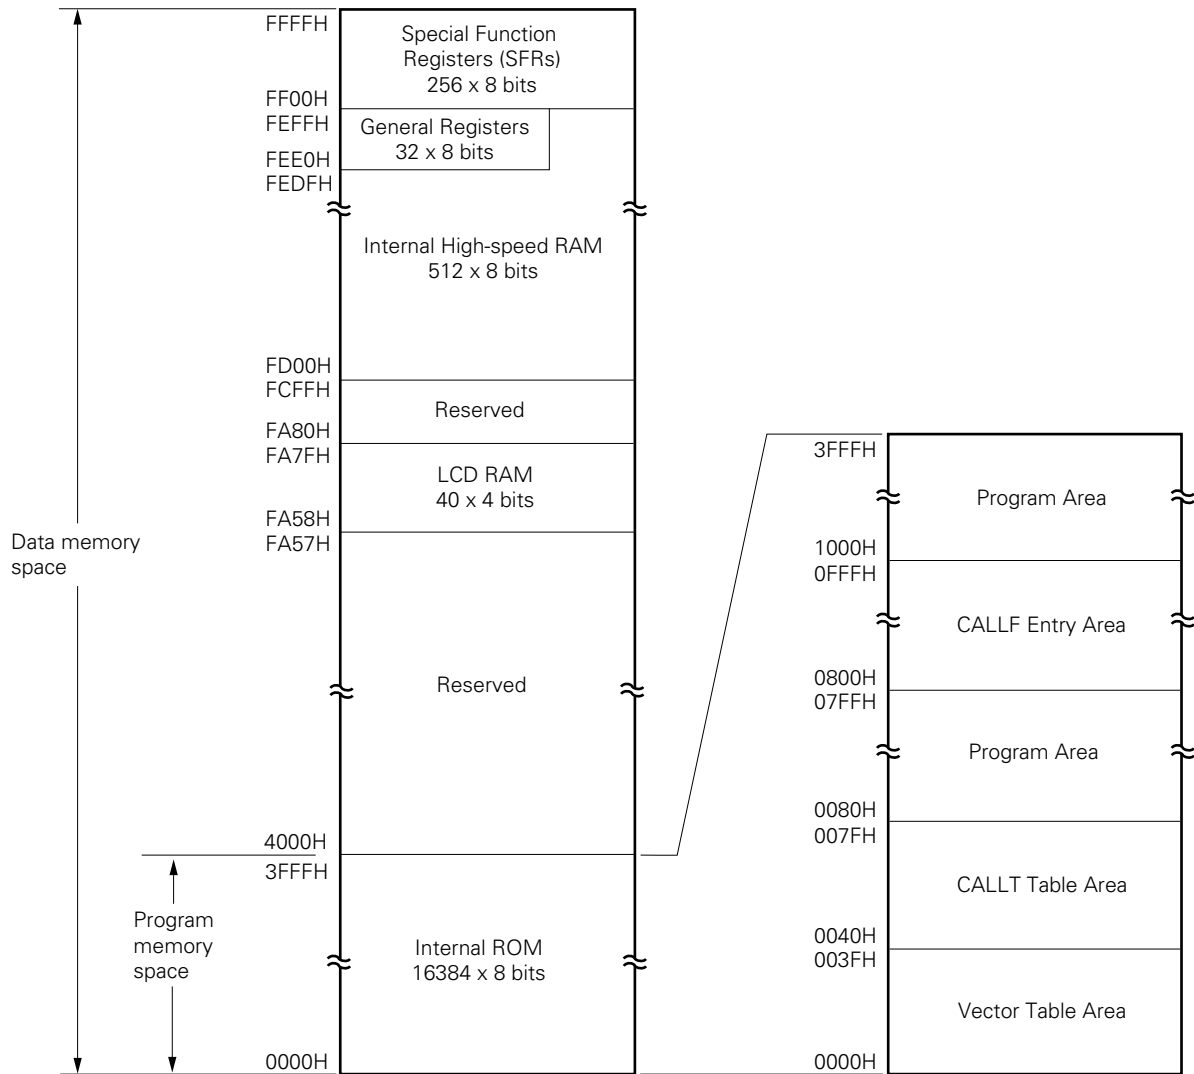 FFFFH
Special Function
Registers (SFRs)
256 x 8 bits
FF00H
FEFFH
General Registers
32 x 8 bits
FEE0H
FEDFH
Internal High-speed RAM
512 x 8 bits
FD00H
FCFFH
Reserved
FA80H
FA7FH
LCD RAM
40 x 4 bits
FA58H
FA57H
Data memory
space
Reserved
4000H
3FFFH
Program
memory
space
Internal ROM
16384 x 8 bits
0000H
3FFFH
Program Area
1000H
0FFFH
CALLF Entry Area
0800H
07FFH
Program Area
0080H
007FH
CALLT Table Area
0040H
003FH
Vector Table Area
0000H